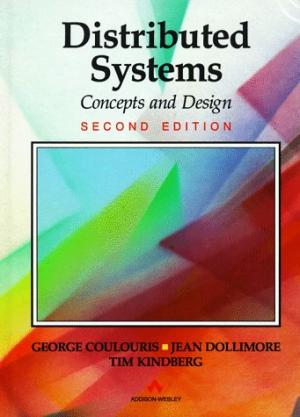 Distributed
Systems
Concepts and Design
SECOND EDITION
GEORGE COULOURIS ■ JEAN DOLLIMORE
TIM KINDBERG
ADDISON-WESLEY